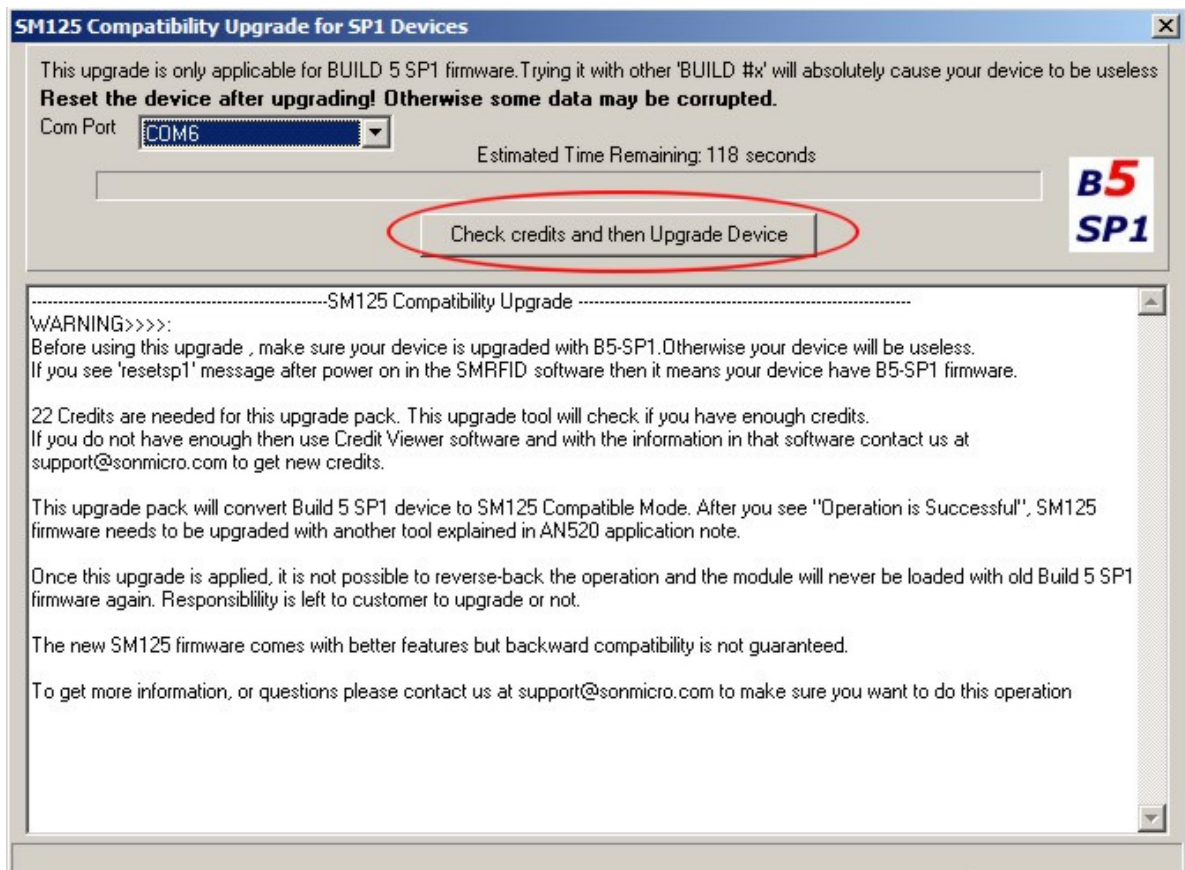 SM125 Compatibility Upgrade for SP1 Devices
This upgrade is only applicable for BUILD 5 SP1 firmware.Trying it with other 'BUILD #x' will absolutely cause your device to be useless
Reset the device after upgrading! Otherwise some data may be corrupted.
Com Port COM6
Estimated Time Remaining: 118 seconds
B5
SP1
Check credits and then Upgrade Device
--------------------------------------------------------SM125 Compatibility Upgrade ---------------------------------------------------------------
WARNING>>>>:
Before using this upgrade , make sure your device is upgraded with B5-SP1.Otherwise your device will be useless.
If you see 'resetsp1' message after power on in the SMRFID software then it means your device have B5-SP1 firmware.
22 Credits are needed for this upgrade pack. This upgrade tool will check if you have enough credits.
If you do not have enough then use Credit Viewer software and with the information in that software contact us at
support@sonmicro.com to get new credits.
This upgrade pack will convert Build 5 SP1 device to SM125 Compatible Mode. After you see "Operation is Successful", SM125
firmware needs to be upgraded with another tool explained in AN520 application note.
Once this upgrade is applied, it is not possible to reverse-back the operation and the module will never be loaded with old Build 5 SP1
firmware again. Responsiblility is left to customer to upgrade or not.
The new SM125 firmware comes with better features but backward compatibility is not guaranteed.
To get more information, or questions please contact us at support@sonmicro.com to make sure you want to do this operation